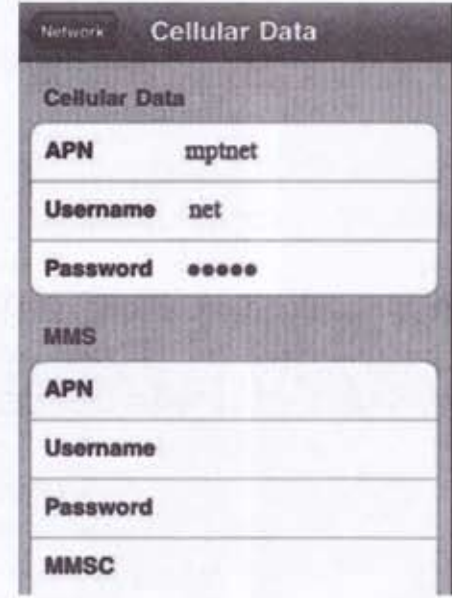 Network Cellular Data
Cellular Data
APN mptnet
Username net
Password •••••
MMS
APN
Username
Password
MMSC